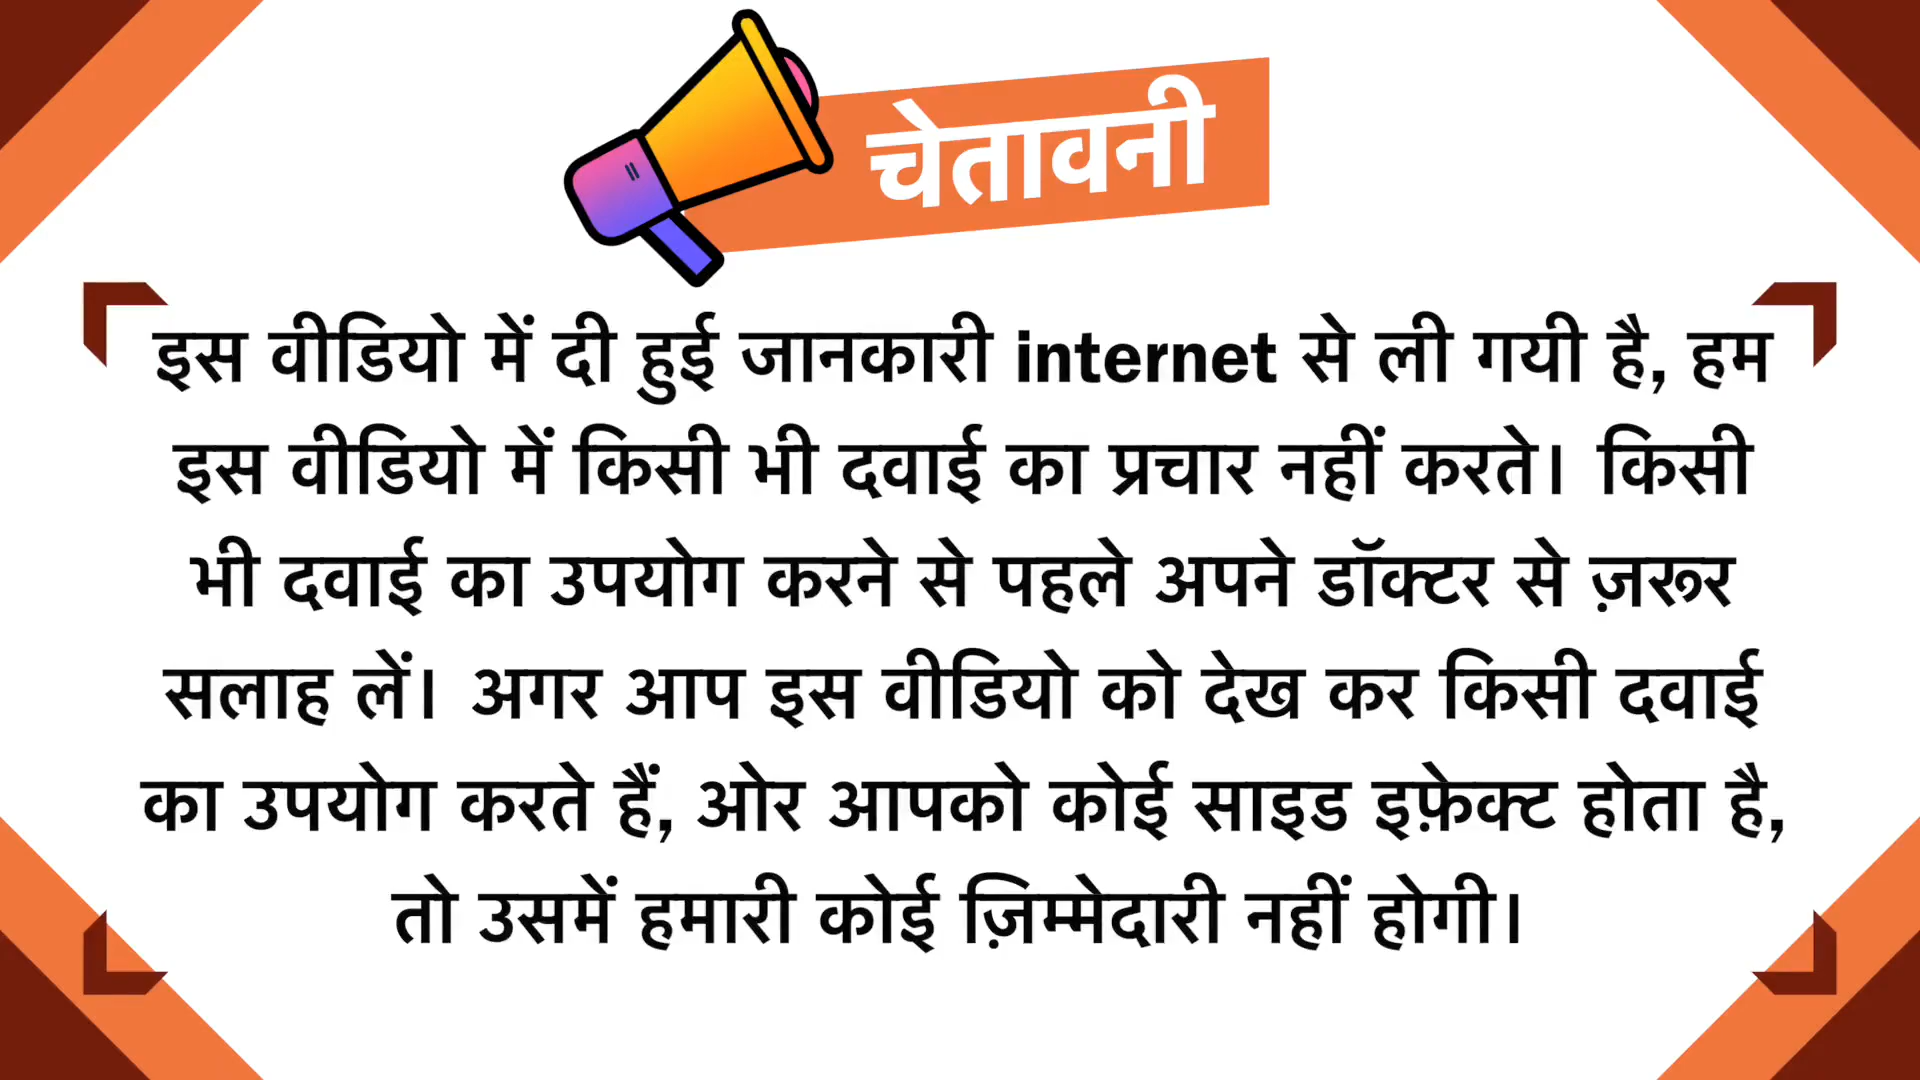 चेतावनी
इस वीडियो में दी हुई जानकारी internet से ली गयी है, हम
इस वीडियो में किसी भी दवाई का प्रचार नहीं करते। किसी
भी दवाई का उपयोग करने से पहले अपने डॉक्टर से ज़रूर
सलाह लें। अगर आप इस वीडियो को देख कर किसी दवाई
का उपयोग करते हैं, ओर आपको कोई साइड इफ़ेक्ट होता है,
तो उसमें हमारी कोई ज़िम्मेदारी नहीं होगी।